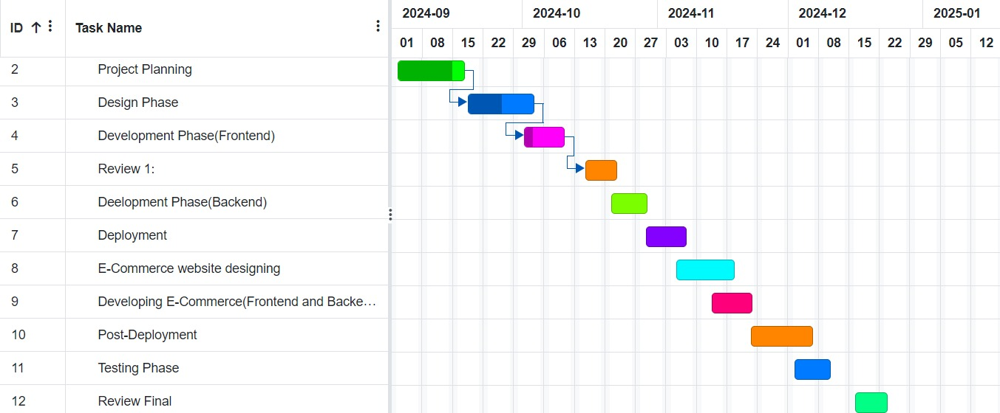 2024-09 2024-10 2024-11 2024-12 2025-01
ID Task Name
01 08 15 22 29 06 13 20 27 03 10 17 24 01 08 15 22 29 05 12
2 Project Planning
3 Design Phase
4 Development Phase(Frontend)
5 Review 1:
6 Deelopment Phase(Backend)
7 Deployment
8 E-Commerce website designing
9 Developing E-Commerce(Frontend and Backe…
10 Post-Deployment
11 Testing Phase
12 Review Final